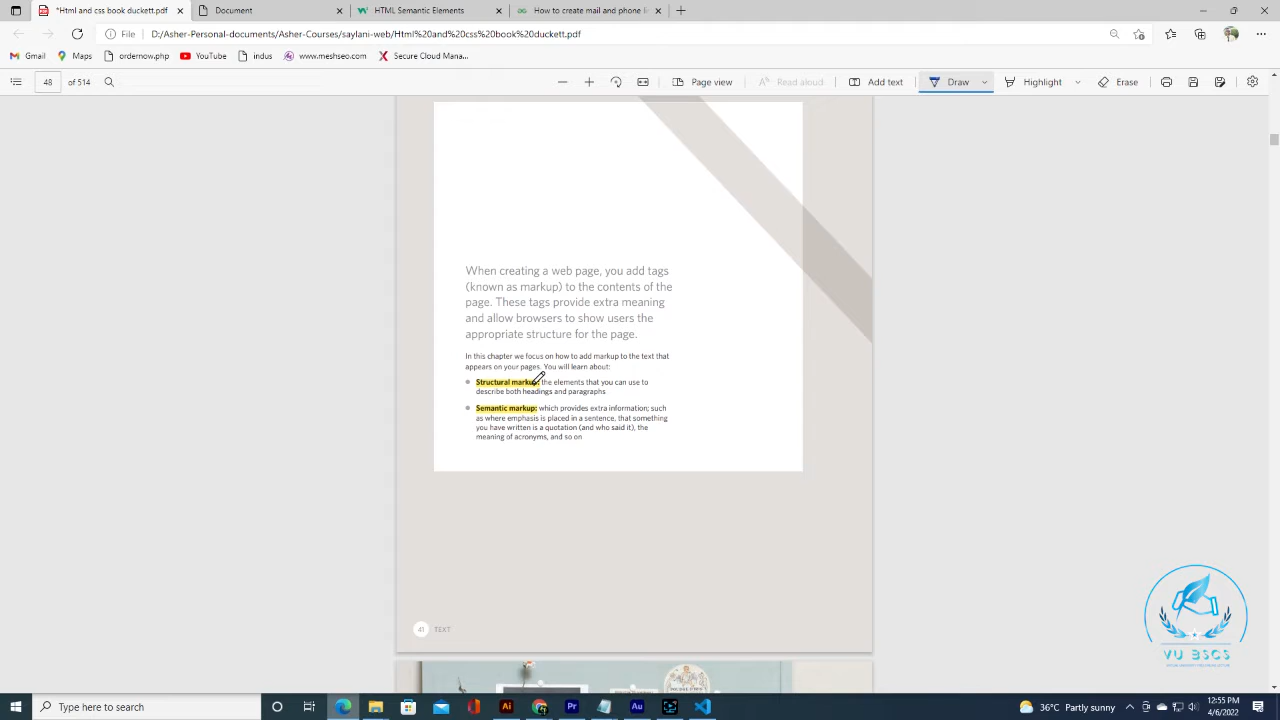 *Html and css book duckett.pdf
Document
HTML Semantic Elements
File
D:/Asher-Personal-documents/Asher-Courses/saylani-web/Html%20and%20css%20book%20duckett.pdf
Gmail
Maps
ordernow.php
YouTube
indus
www.meshseo.com
Secure Cloud Mana...
48 of 514
Page view
Read aloud
Add text
Draw
Highlight
Erase
When creating a web page, you add tags
(known as markup) to the contents of the
page. These tags provide extra meaning
and allow browsers to show users the
appropriate structure for the page.
In this chapter we focus on how to add markup to the text that
appears on your pages. You will learn about:
Structural markup: the elements that you can use to
describe both headings and paragraphs
Semantic markup: which provides extra information; such
as where emphasis is placed in a sentence, that something
you have written is a quotation (and who said it), the
meaning of acronyms, and so on
41 TEXT
VU BSCS
Type here to search
36°C Partly sunny
12:55 PM
4/6/2022